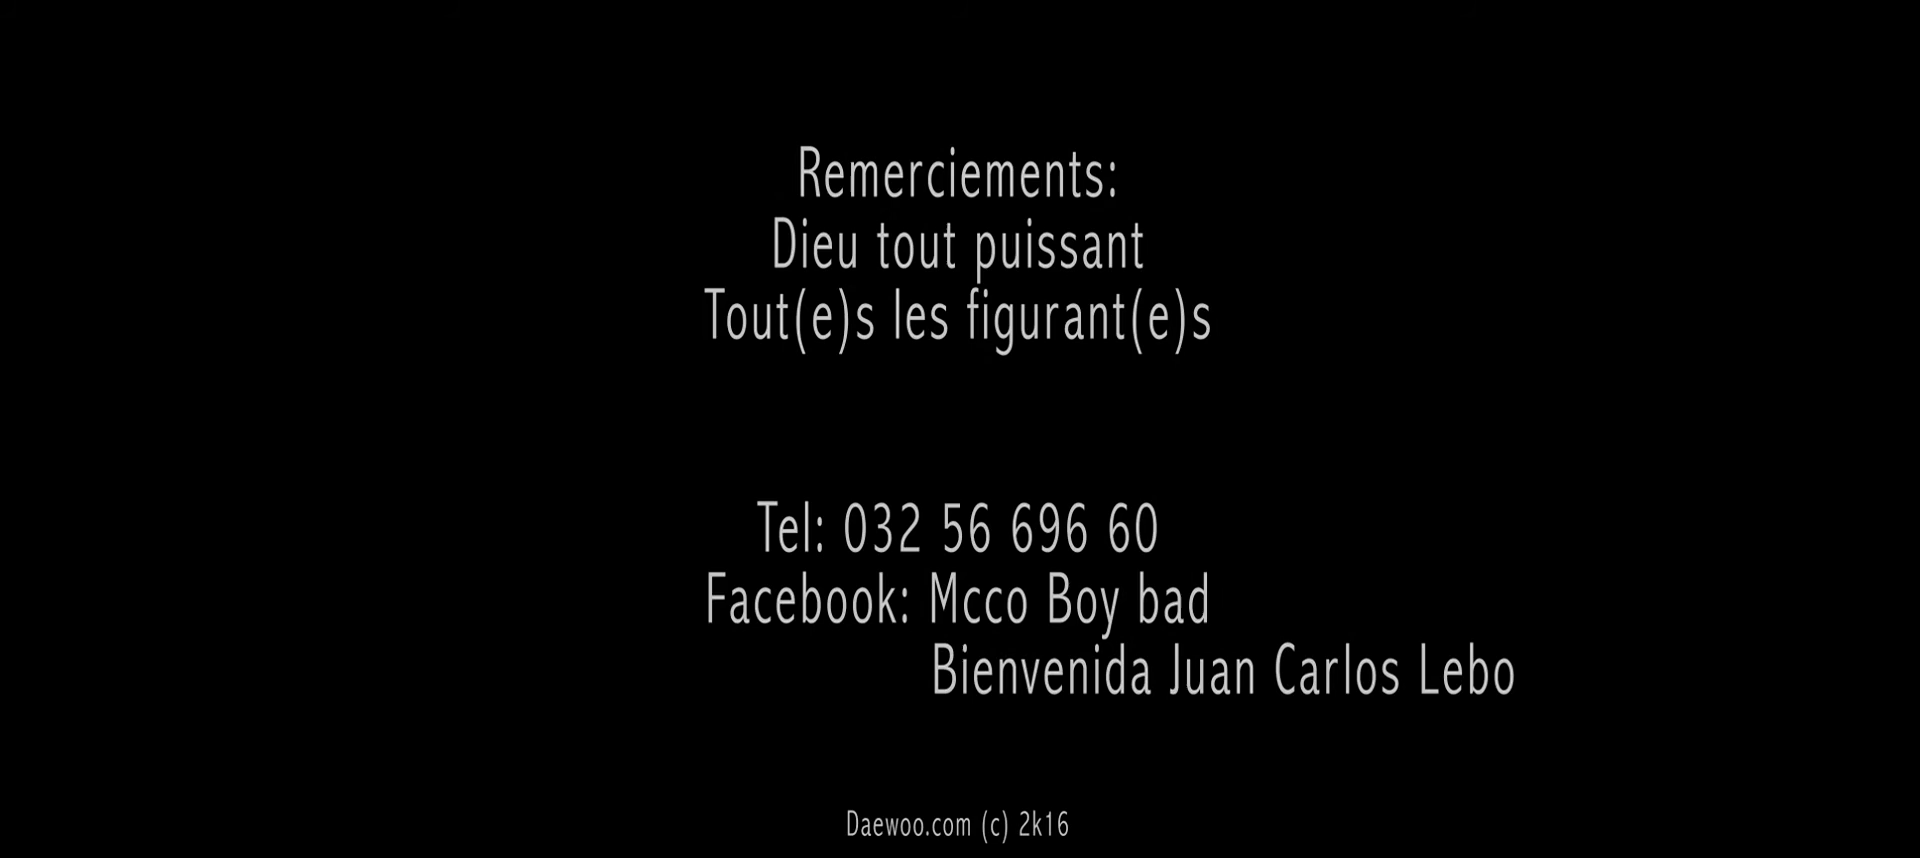 Remerciements:
Dieu tout puissant
Tout(e)s les figurant(e)s
Tel: 032 56 696 60
Facebook: Mcco Boy bad
Bienvenida Juan Carlos Lebo
Daewoo.com (c) 2k16